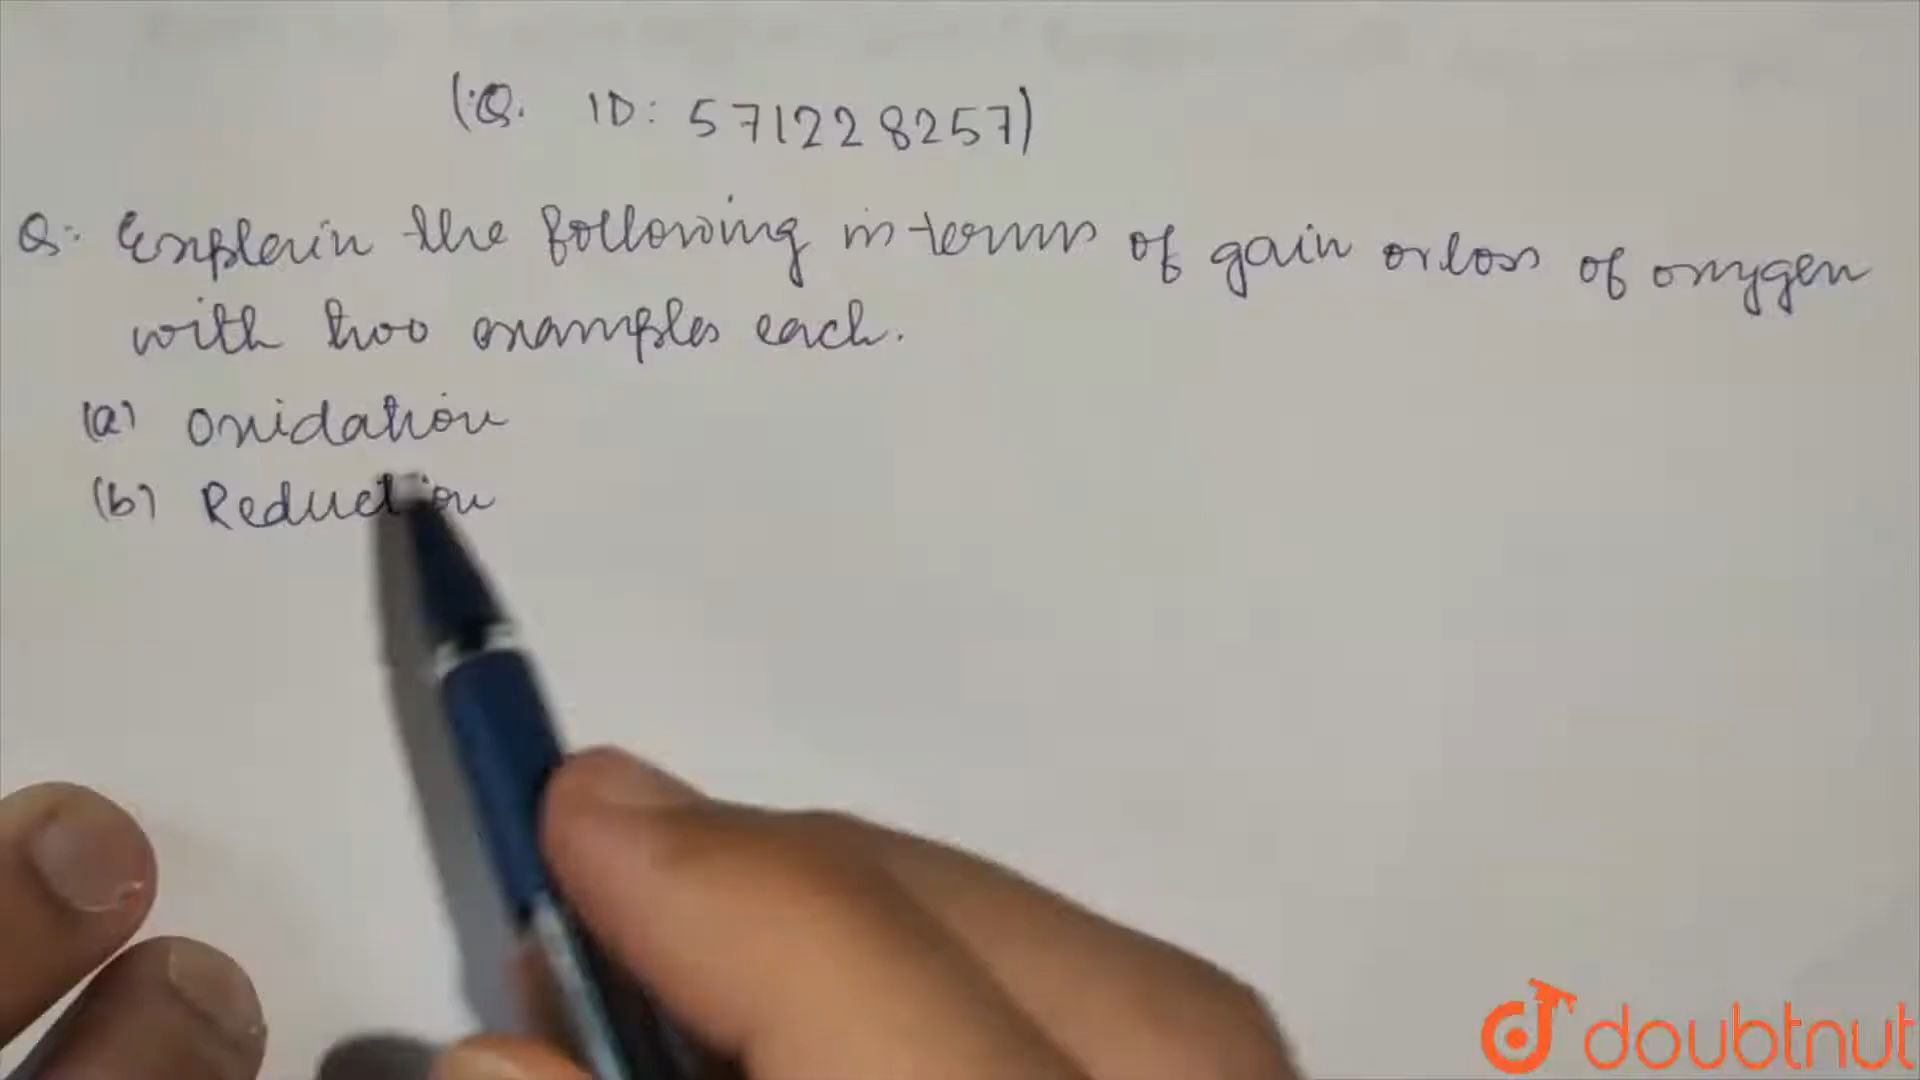 (Q. ID: 571228257)
Q: Explain the following in terms of gain or loss of oxygen
with two examples each.
(a) Oxidation
(b) Reduction
doubtnut